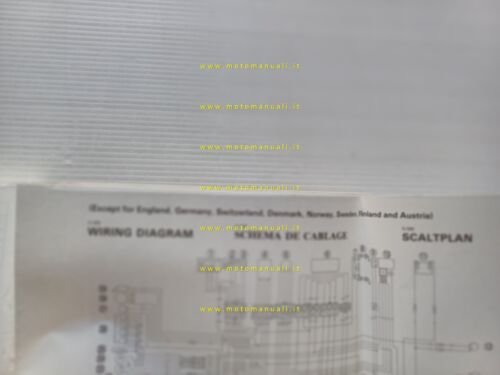 www.motomanuali.it
www.motomanuali.it
www.motomanuali.it
www.motomanuali.it
(Except for England, Germany, Switzerland, Denmark, Norway, Sweden, Finland and Austria)
WIRING DIAGRAM SCHEMA DE CABLAGE SCALTPLAN
www.motomanuali.it
www.motomanuali.it
www.motomanuali.it